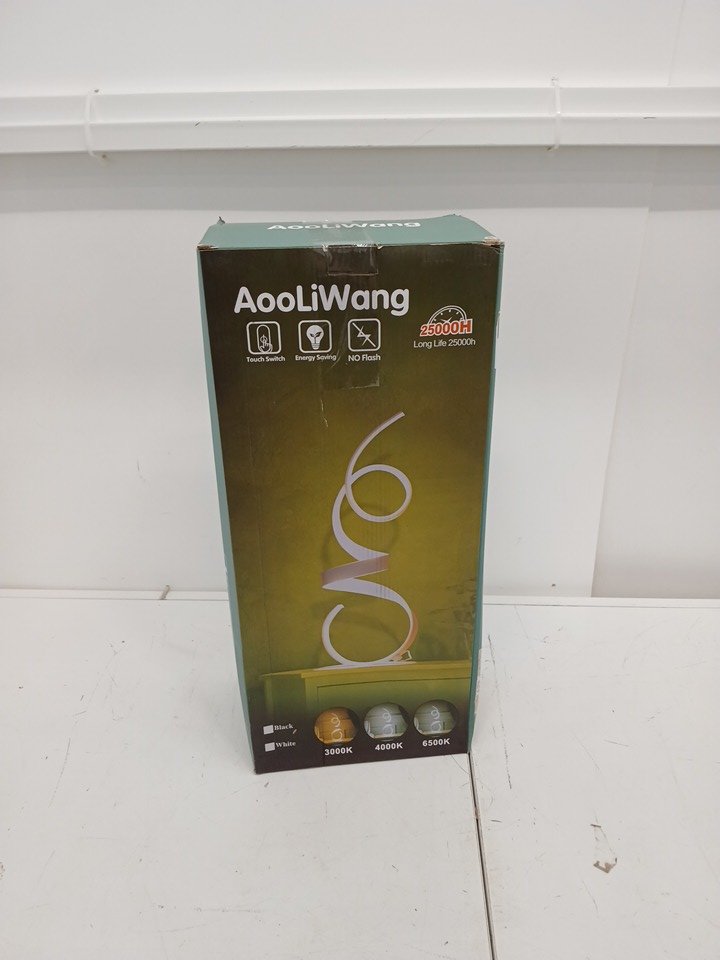 AooLiWang
AooLiWang
Touch Switch
Energy Saving
NO Flash
25000H
Long Life 25000h
Black
White
3000K
4000K
6500K